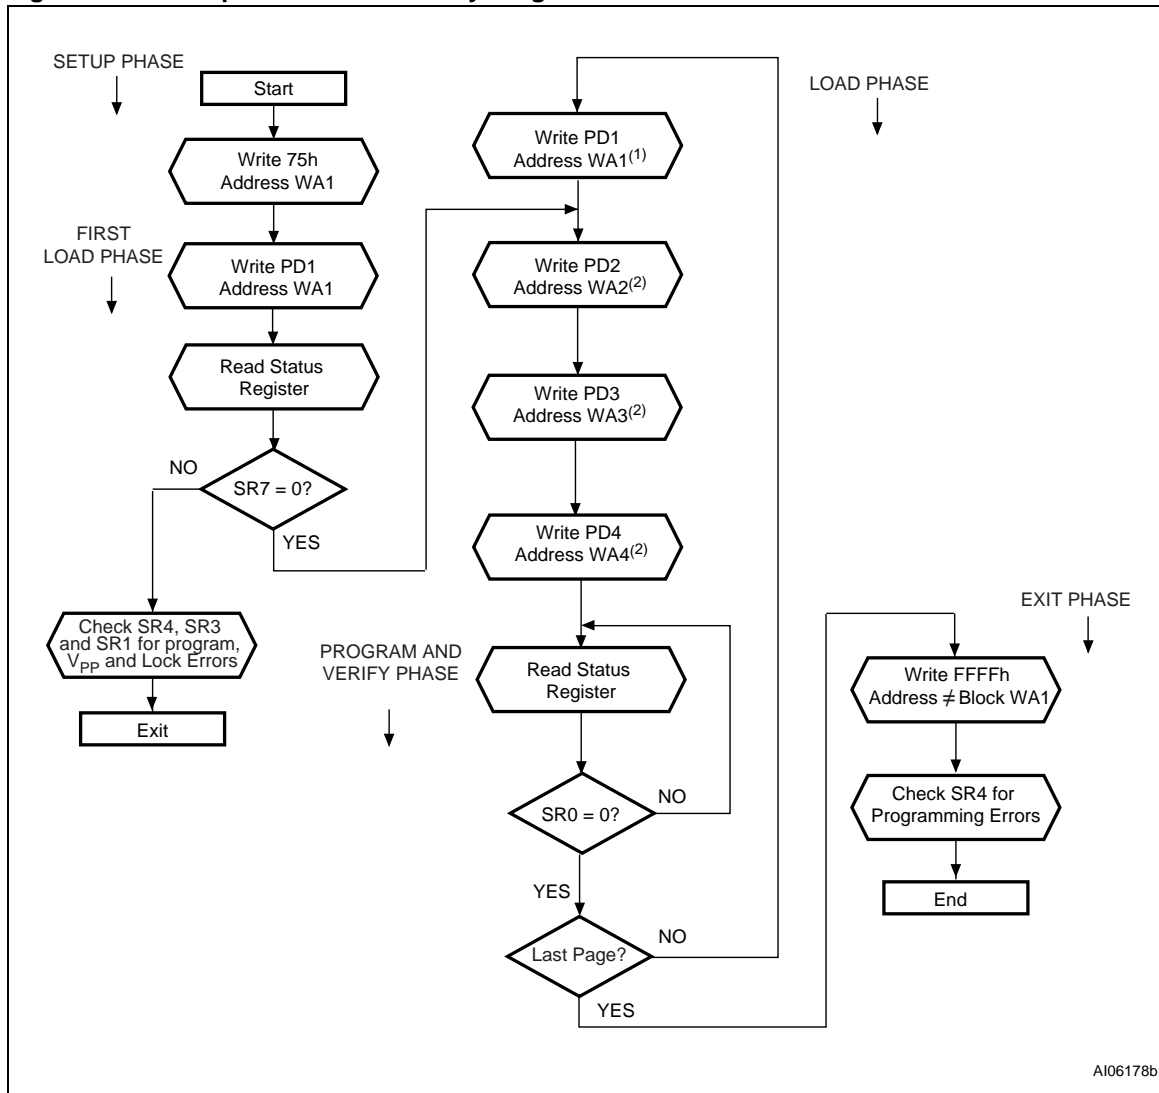 SETUP PHASE
Start
Write 75h
Address WA1
FIRST
LOAD PHASE
Write PD1
Address WA1
Read Status
Register
NO
SR7 = 0?
YES
Check SR4, SR3
and SR1 for program,
VPP and Lock Errors
Exit
LOAD PHASE
Write PD1
Address WA1(1)
Write PD2
Address WA2(2)
Write PD3
Address WA3(2)
Write PD4
Address WA4(2)
PROGRAM AND
VERIFY PHASE
Read Status
Register
SR0 = 0?
NO
YES
Last Page?
NO
YES
EXIT PHASE
Write FFFFh
Address ≠ Block WA1
Check SR4 for
Programming Errors
End
AI06178b